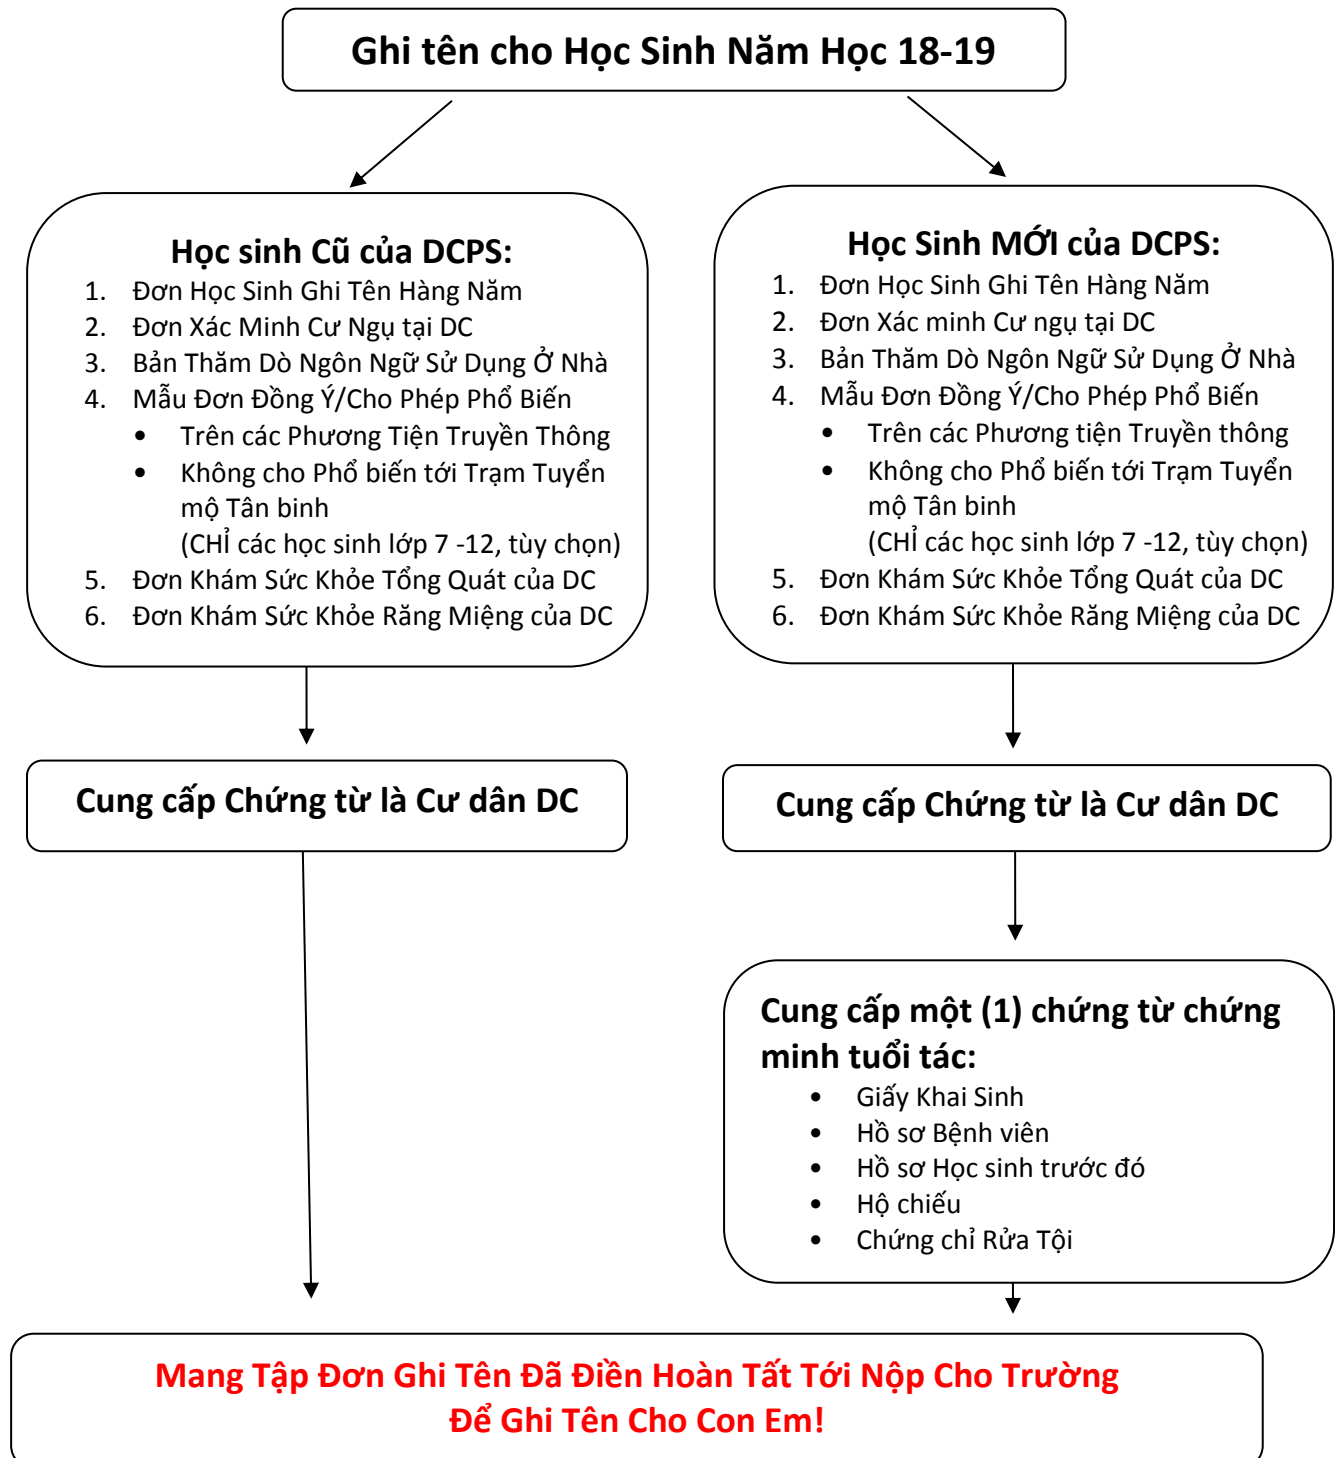 Ghi tên cho Học Sinh Năm Học 18-19
Học sinh Cũ của DCPS:
1. Đơn Học Sinh Ghi Tên Hàng Năm
2. Đơn Xác Minh Cư Ngụ tại DC
3. Bản Thăm Dò Ngôn Ngữ Sử Dụng Ở Nhà
4. Mẫu Đơn Đồng Ý/Cho Phép Phổ Biến
• Trên các Phương Tiện Truyền Thông
• Không cho Phổ biến tới Trạm Tuyển
mộ Tân binh
(CHỈ các học sinh lớp 7 -12, tùy chọn)
5. Đơn Khám Sức Khỏe Tổng Quát của DC
6. Đơn Khám Sức Khỏe Răng Miệng của DC
Cung cấp Chứng từ là Cư dân DC
Học Sinh MỚI của DCPS:
1. Đơn Học Sinh Ghi Tên Hàng Năm
2. Đơn Xác minh Cư ngụ tại DC
3. Bản Thăm Dò Ngôn Ngữ Sử Dụng Ở Nhà
4. Mẫu Đơn Đồng Ý/Cho Phép Phổ Biến
• Trên các Phương tiện Truyền thông
• Không cho Phổ biến tới Trạm Tuyển
mộ Tân binh
(CHỈ các học sinh lớp 7 -12, tùy chọn)
5. Đơn Khám Sức Khỏe Tổng Quát của DC
6. Đơn Khám Sức Khỏe Răng Miệng của DC
Cung cấp Chứng từ là Cư dân DC
Cung cấp một (1) chứng từ chứng
minh tuổi tác:
• Giấy Khai Sinh
• Hồ sơ Bệnh viên
• Hồ sơ Học sinh trước đó
• Hộ chiếu
• Chứng chỉ Rửa Tội
Mang Tập Đơn Ghi Tên Đã Điền Hoàn Tất Tới Nộp Cho Trường
Để Ghi Tên Cho Con Em!